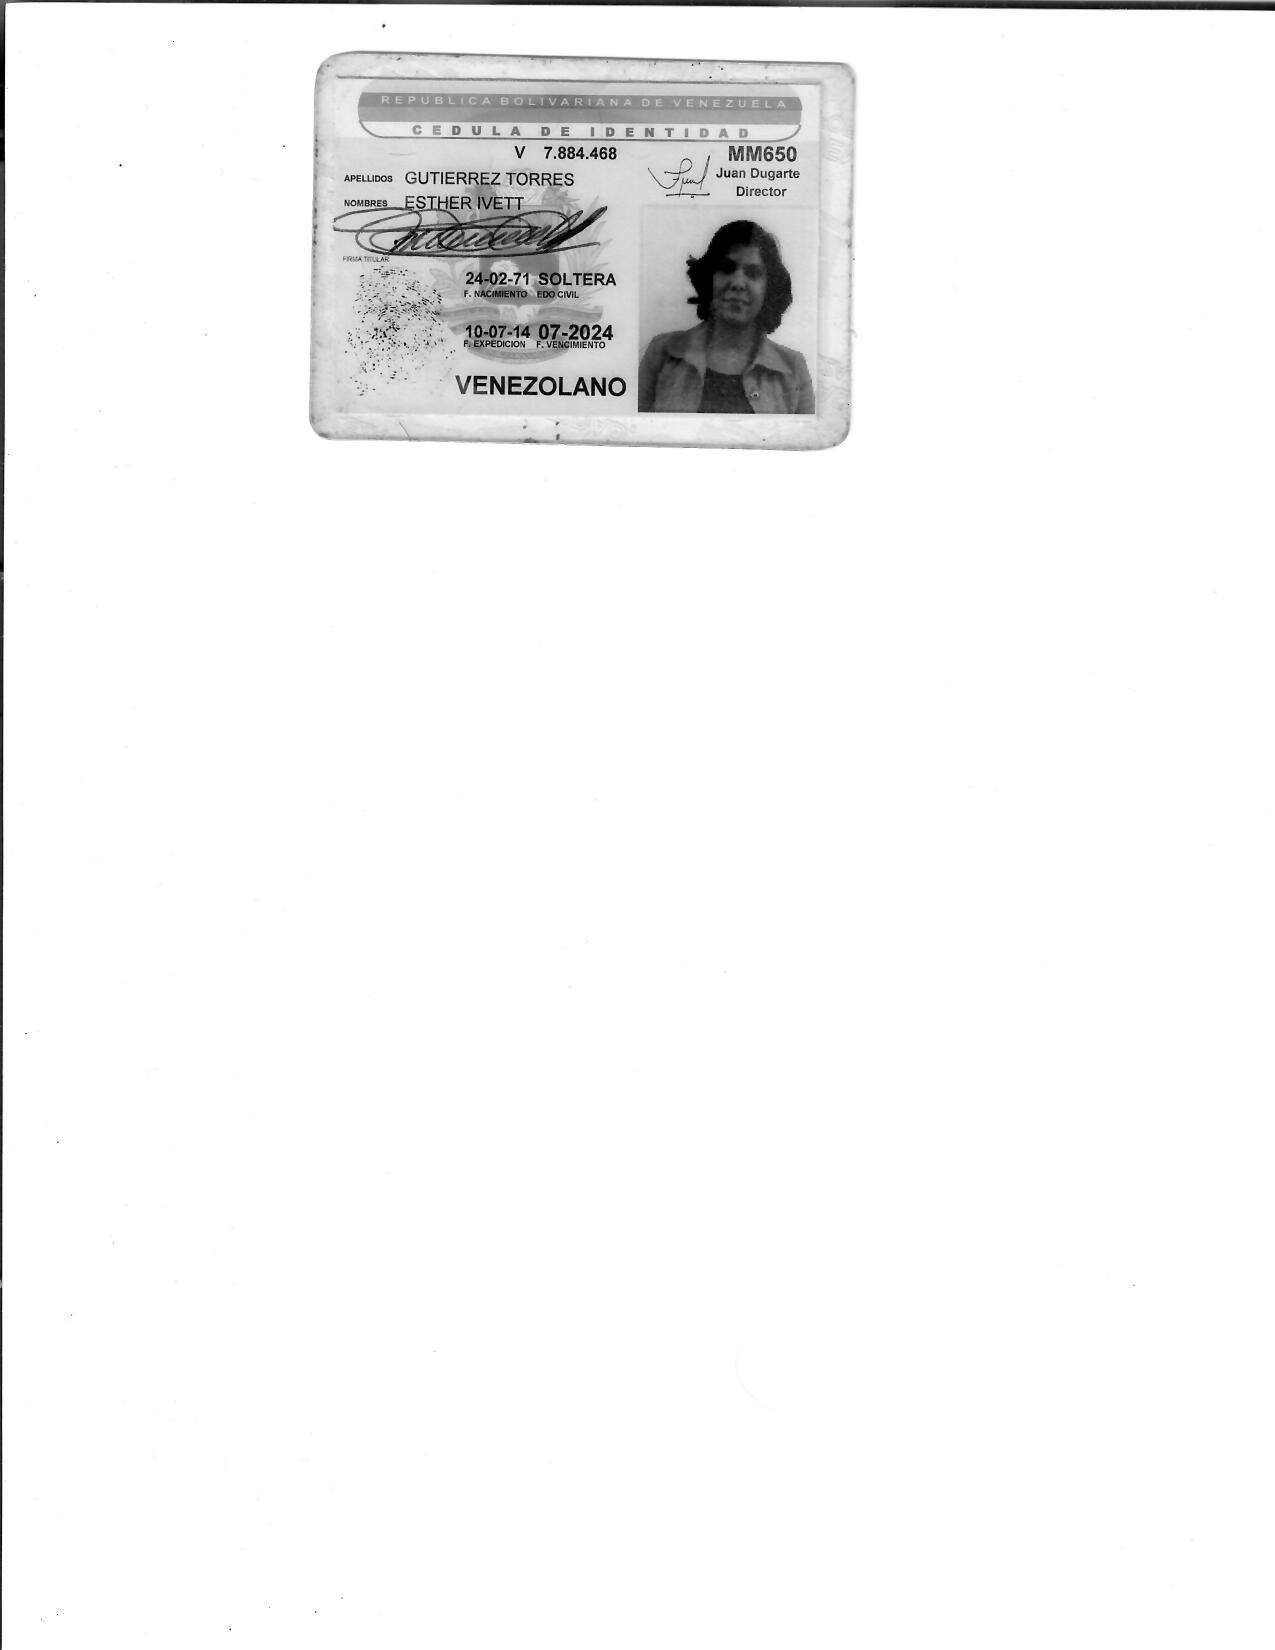 REPUBLICA BOLIVARIANA DE VENEZUELA
CEDULA DE IDENTIDAD
V 7.884.468
MM650
Juan Dugarte
Director
APELLIDOS GUTIERREZ TORRES
NOMBRES ESTHER IVETT
FIRMA TITULAR
24-02-71 SOLTERA
F. NACIMIENTO EDO CIVIL
10-07-14 07-2024
F. EXPEDICION F. VENCIMIENTO
VENEZOLANO